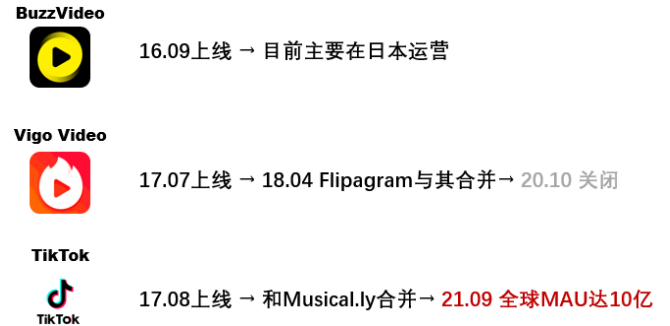 BuzzVideo
16.09上线 → 目前主要在日本运营
Vigo Video
17.07上线 → 18.04 Flipagram与其合并→ 20.10 关闭
TikTok
17.08上线 → 和Musical.ly合并→ 21.09 全球MAU达10亿
TikTok